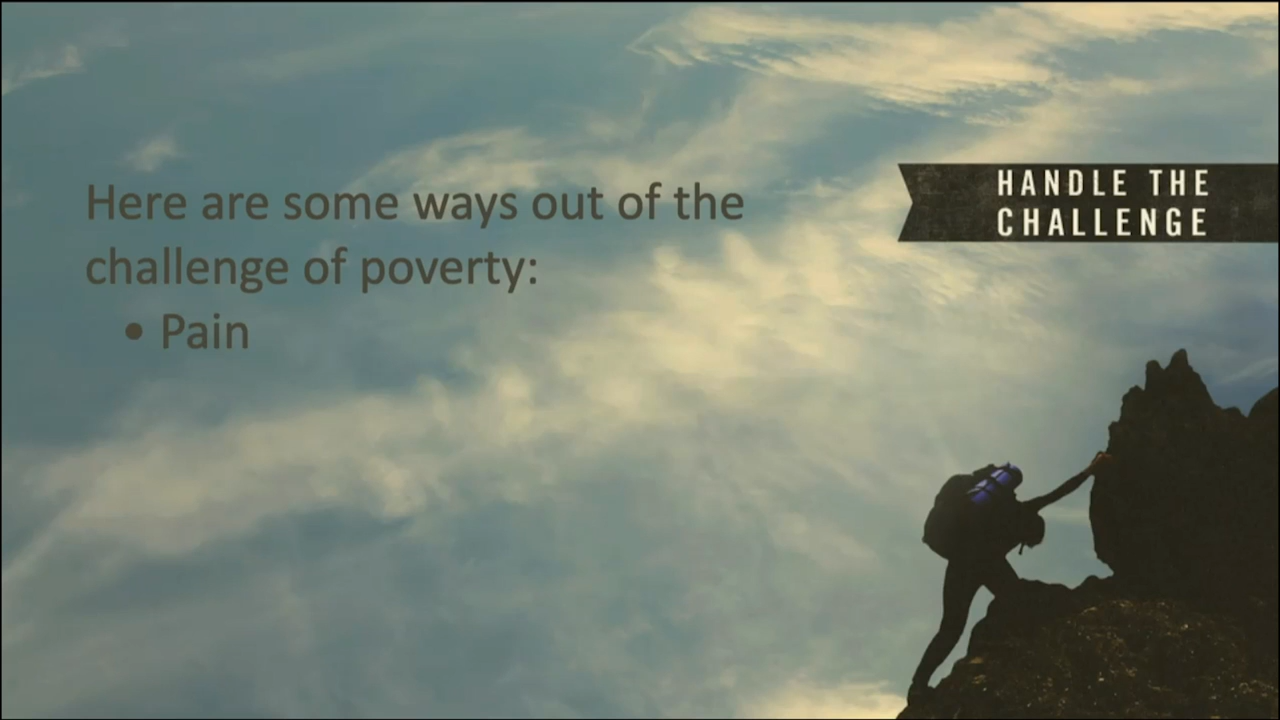 Here are some ways out of the
challenge of poverty:
• Pain
HANDLE THE
CHALLENGE